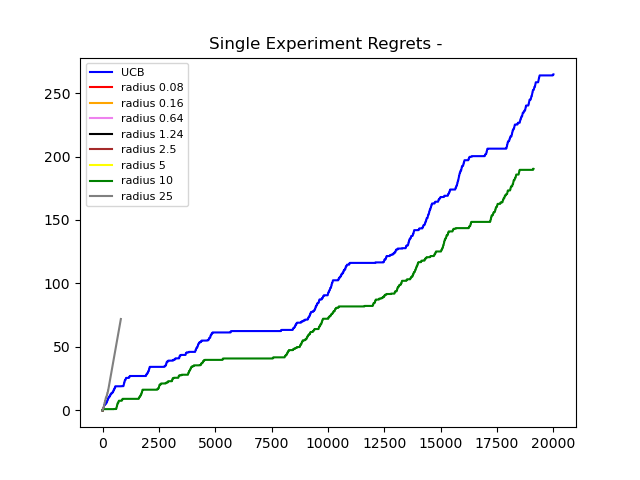 Single Experiment Regrets -
UCB
radius 0.08
radius 0.16
radius 0.64
radius 1.24
radius 2.5
radius 5
radius 10
radius 25
250
200
150
100
50
0
0 2500 5000 7500 10000 12500 15000 17500 20000